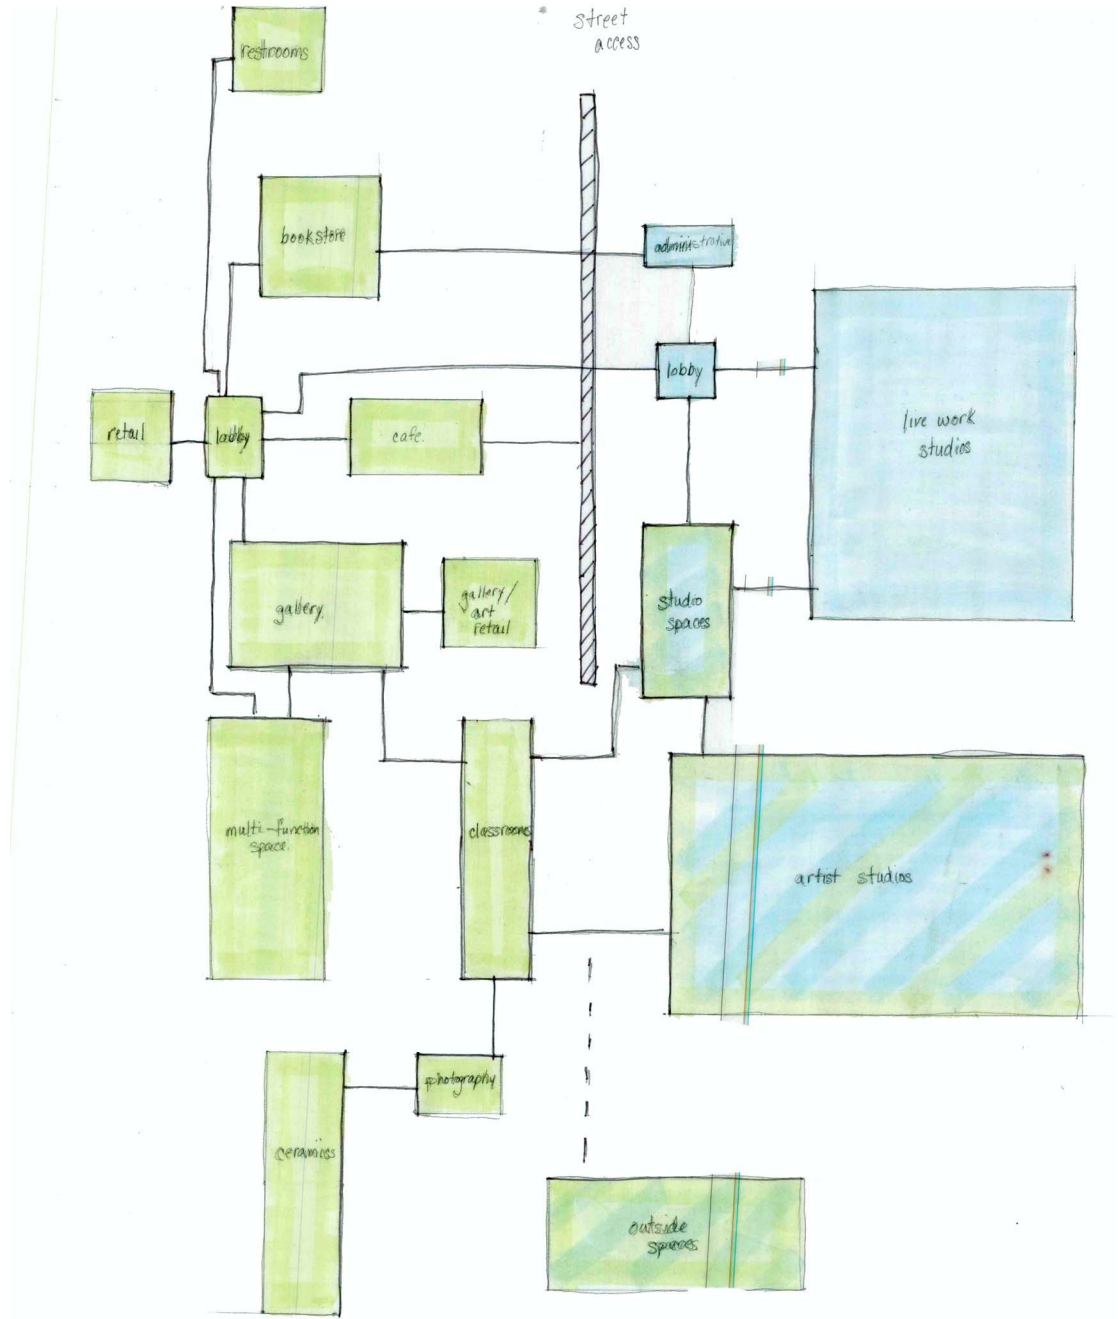 street
access
restrooms
bookstore
administrative
lobby
live work
studios
retail
lobby
cafe.
gallery.
gallery/
art
retail
studio
spaces
multi-function
space.
classrooms
artist studios
photography
ceramics
outside
spaces